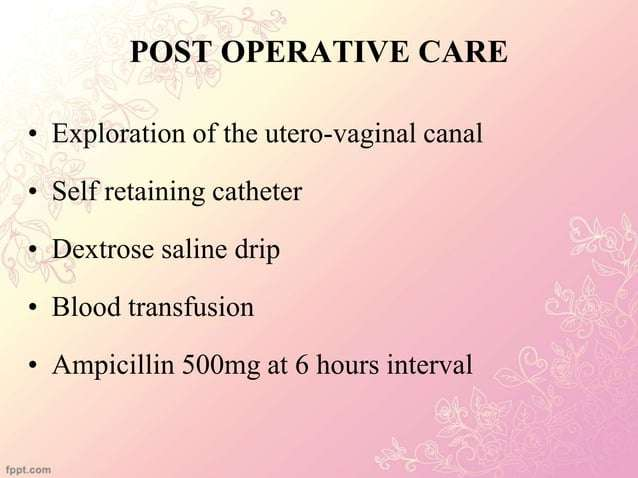 POST OPERATIVE CARE
• Exploration of the utero-vaginal canal
• Self retaining catheter
• Dextrose saline drip
• Blood transfusion
• Ampicillin 500mg at 6 hours interval
fppt.com